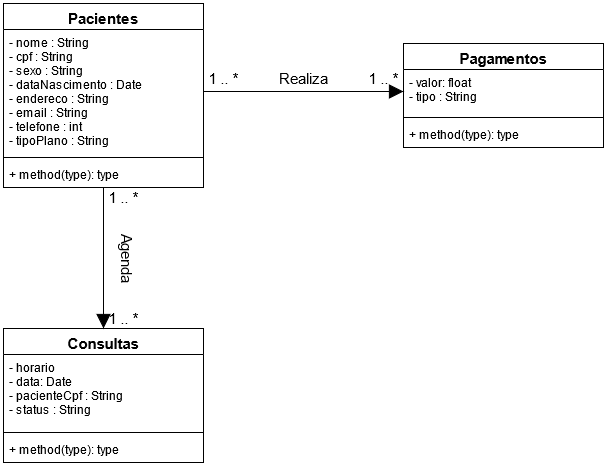 Pacientes
- nome : String
- cpf : String
- sexo : String
- dataNascimento : Date
- endereco : String
- email : String
- telefone : int
- tipoPlano : String
+ method(type): type
1 .. *
Realiza
1 .. *
Pagamentos
- valor: float
- tipo : String
+ method(type): type
1 .. *
Agenda
1 .. *
Consultas
- horario
- data: Date
- pacienteCpf : String
- status : String
+ method(type): type